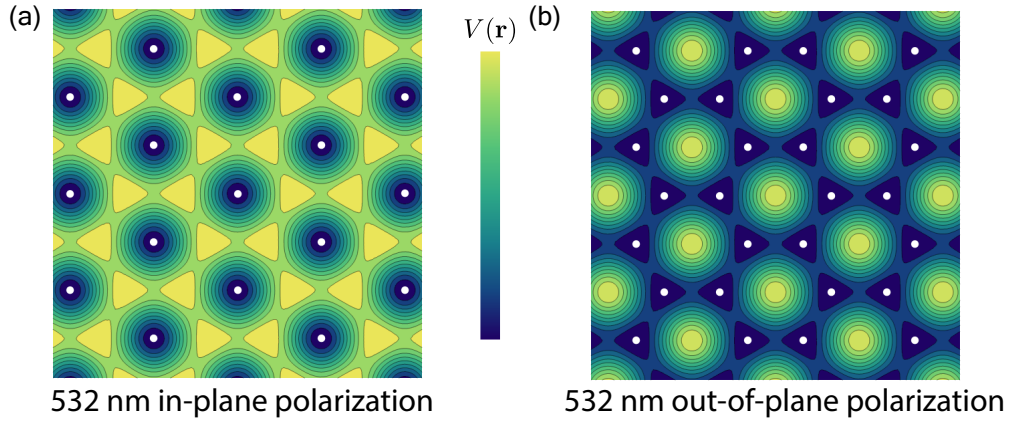 (a)
V(r)
(b)
532 nm in-plane polarization
532 nm out-of-plane polarization